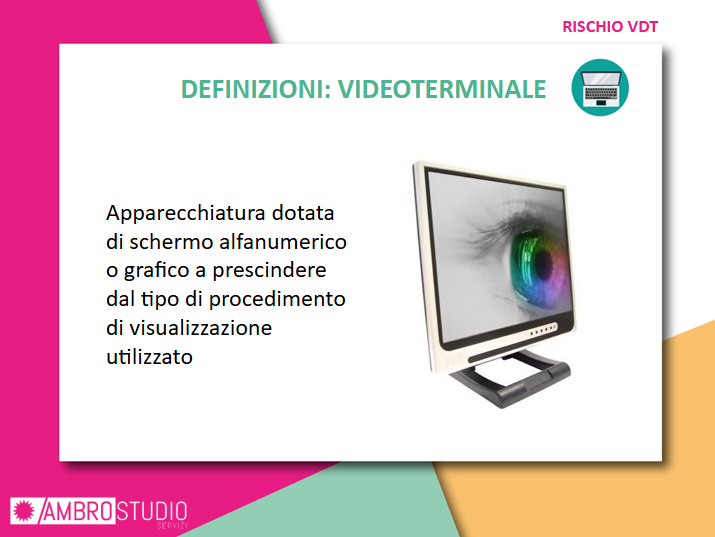 RISCHIO VDT
DEFINIZIONI: VIDEOTERMINALE
Apparecchiatura dotata
di schermo alfanumerico
o grafico a prescindere
dal tipo di procedimento
di visualizzazione
utilizzato
AMBROSTUDIO
SERVIZI